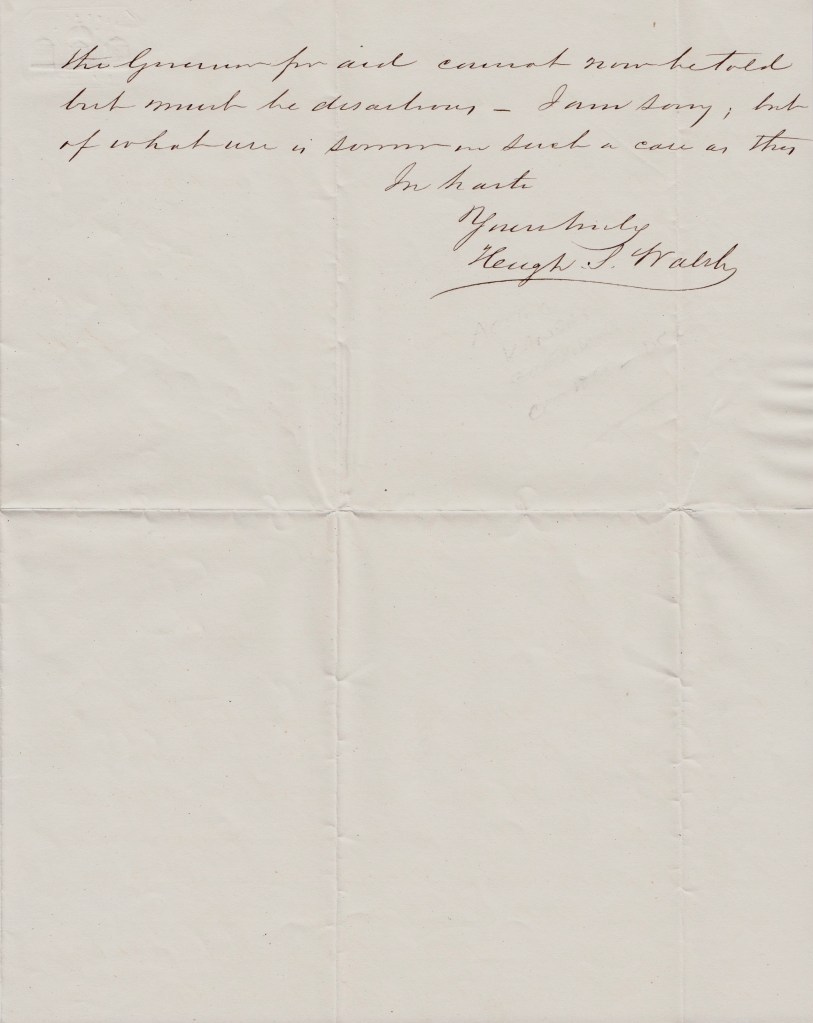 the Governor for aid cannot now be told
but must be disastrous – I am sorry; but
of what use is sorrow in such a case as this
In haste
Yours truly
Hugh S. Walsh